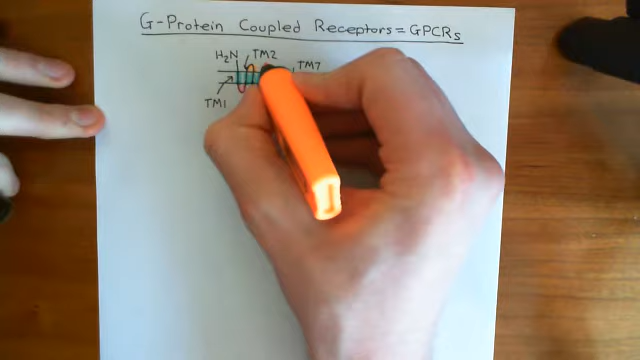 G-Protein Coupled Receptors = GPCRs
H₂N TM2 TM7
TM1